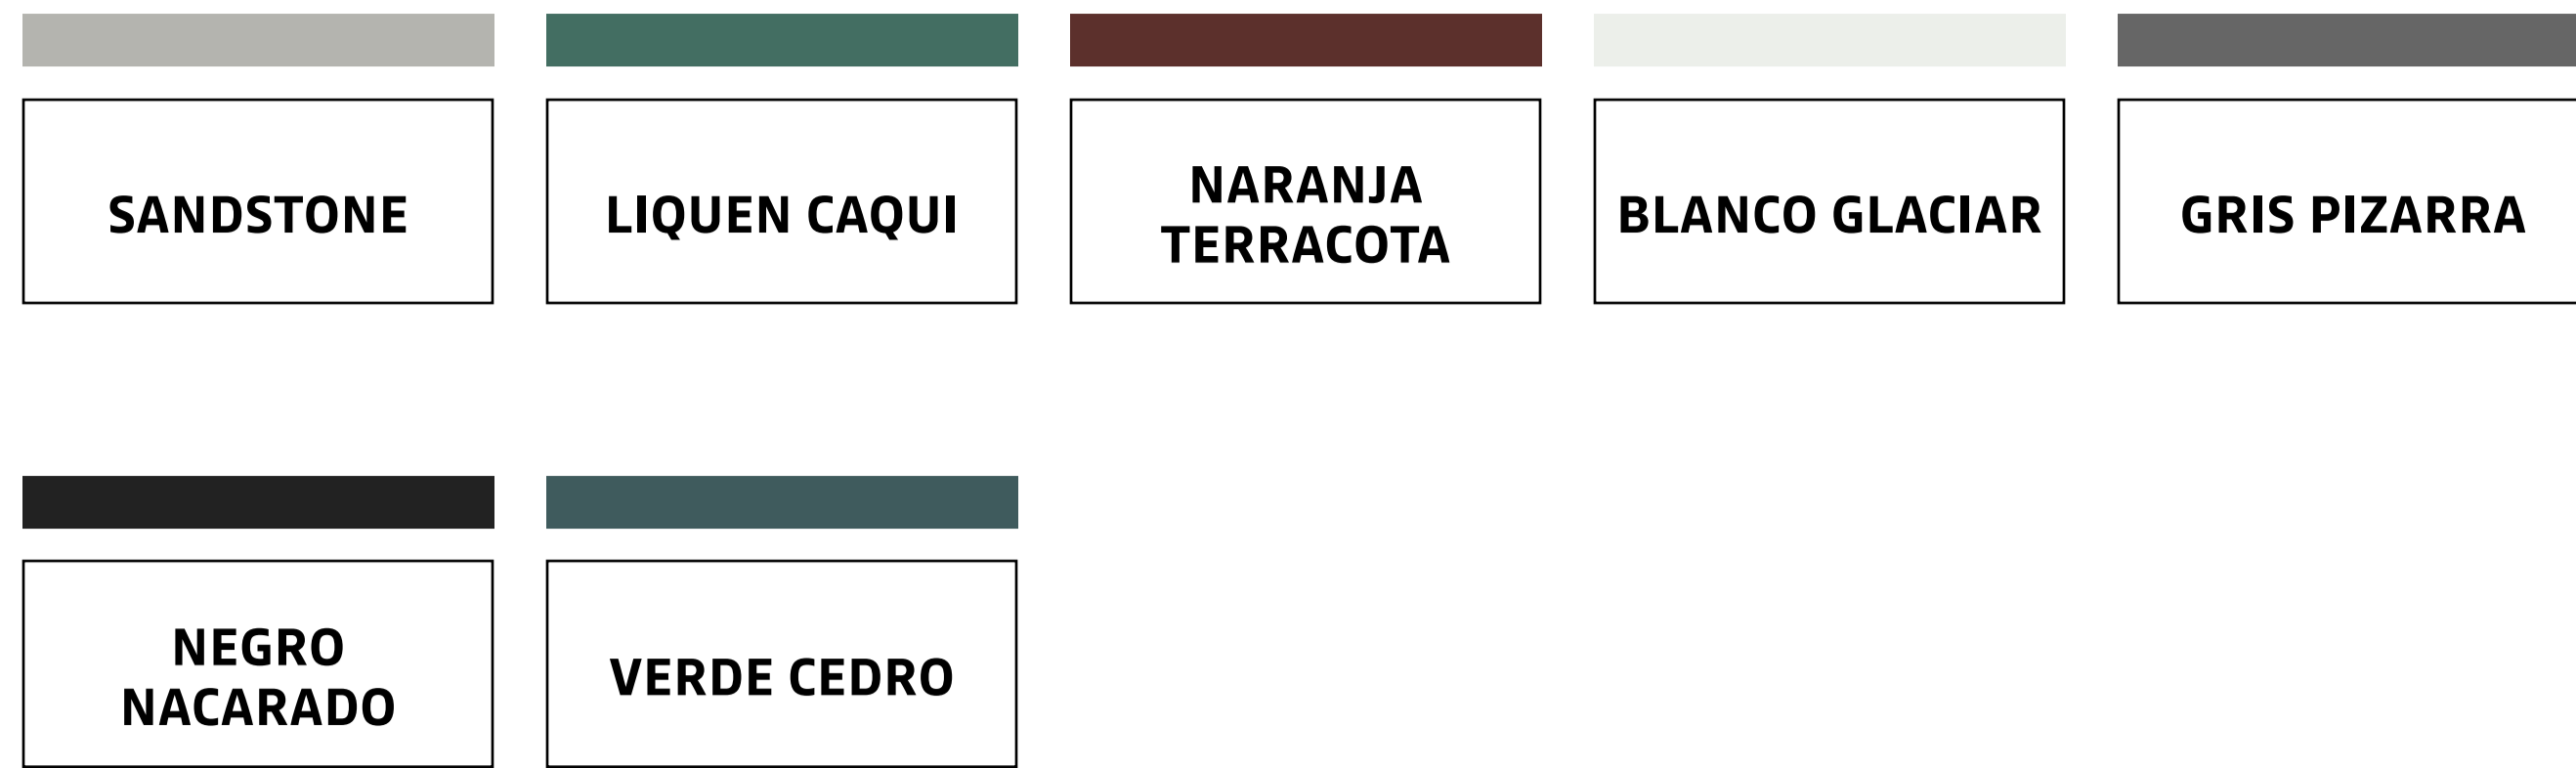 SANDSTONE
LIQUEN CAQUI
NARANJA
TERRACOTA
BLANCO GLACIAR
GRIS PIZARRA
NEGRO
NACARADO
VERDE CEDRO